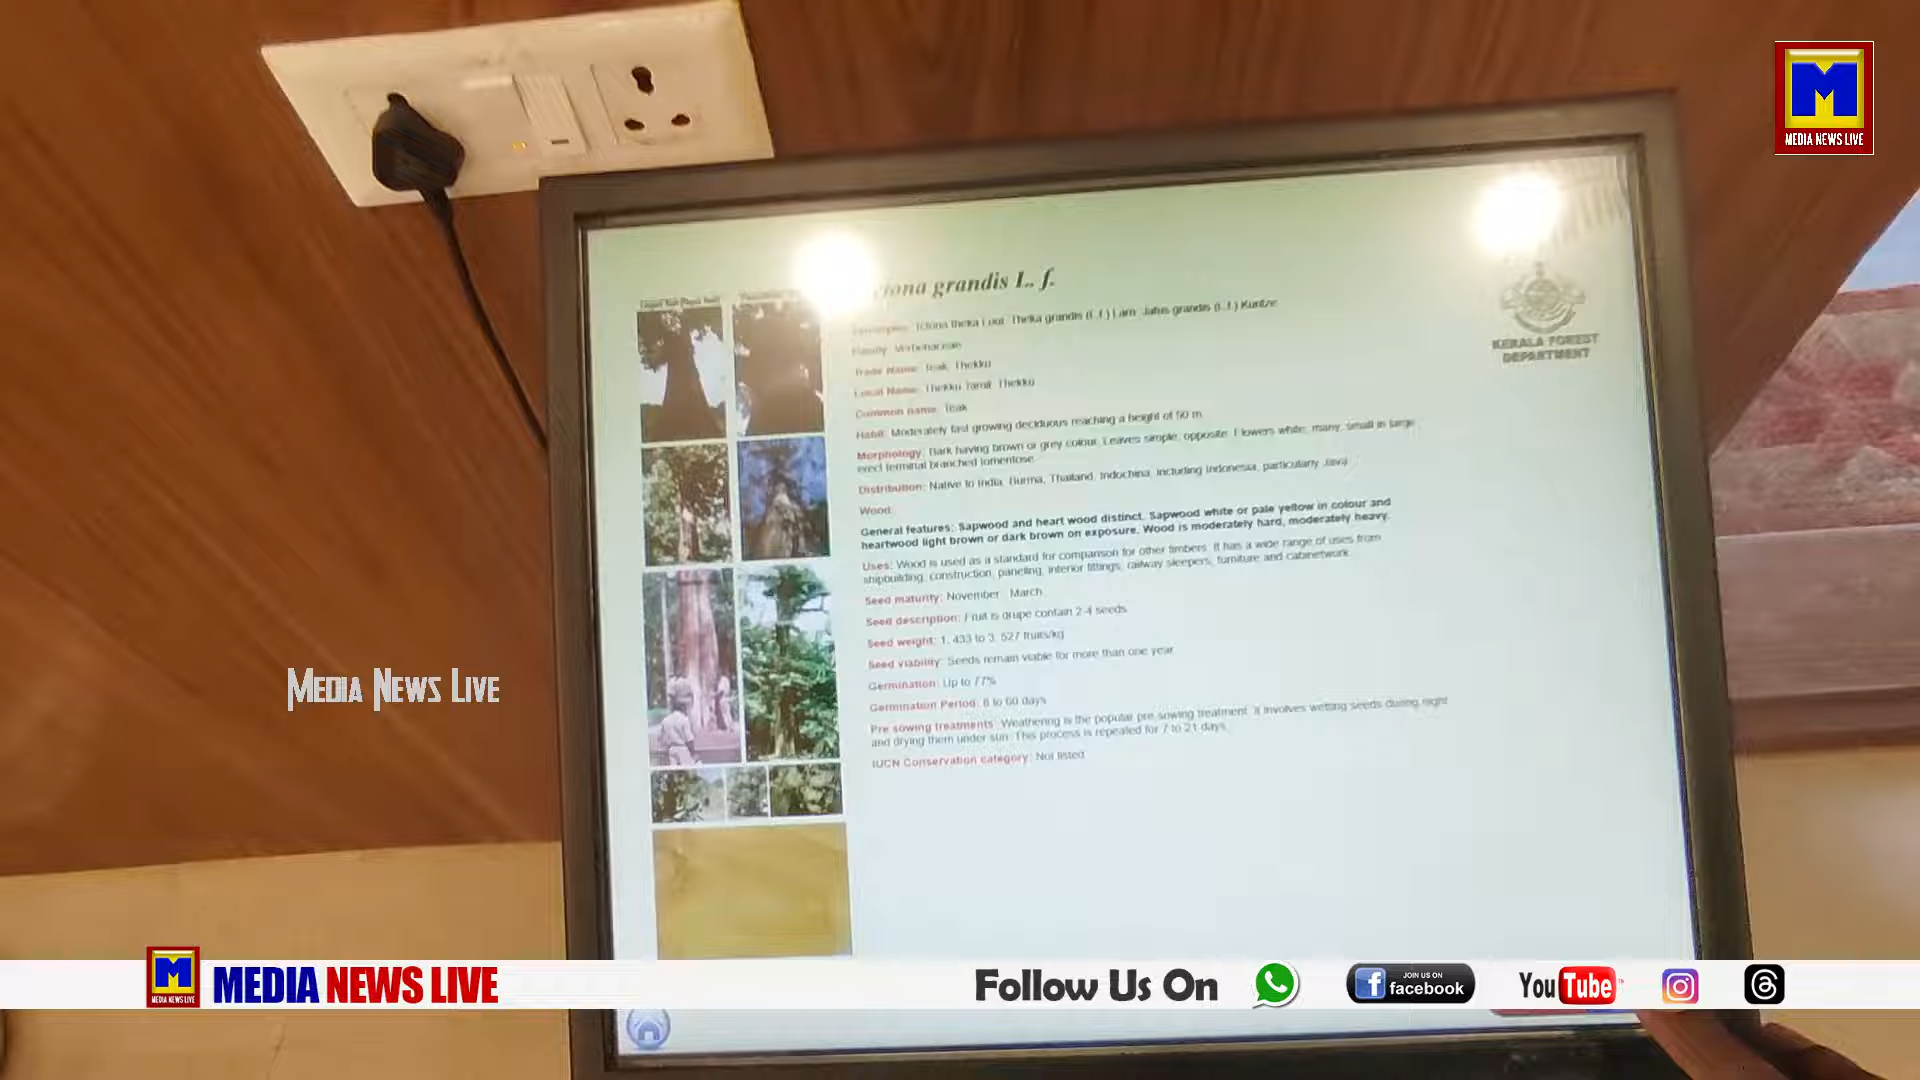 MEDIA NEWS LIVE
grandis L. f.
Tctona theka Lour. Theka grandis (L.f.) Lam. Jatus grandis (L.f.) Kuntze
Family: Verbenaceae
Trade Name: Teak, Thekku
Local Name: Thekku Tamil: Thekku
Common name: Teak
Habit: Moderately fast growing deciduous reaching a height of 50 m.
Morphology: Bark having brown or grey colour. Leaves simple, opposite. Flowers white, many, small in large,
erect terminal branched tomentose
Distribution: Native to India, Burma, Thailand, Indochina, including Indonesia, particularly Java
Wood:
General features: Sapwood and heart wood distinct. Sapwood white or pale yellow in colour and
heartwood light brown or dark brown on exposure. Wood is moderately hard, moderately heavy.
Uses: Wood is used as a standard for comparison for other timbers. It has a wide range of uses from
shipbuilding, construction, paneling, interior fittings, railway sleepers, furniture and cabinetwork.
Seed maturity: November - March
Seed description: Fruit is drupe contain 2-4 seeds
Seed weight: 1, 433 to 3, 527 fruits/kg
Seed viability: Seeds remain viable for more than one year
Germination: Up to 77%
Germination Period: 6 to 60 days
Pre sowing treatments: Weathering is the popular pre-sowing treatment. It involves wetting seeds during night
and drying them under sun. This process is repeated for 7 to 21 days.
IUCN Conservation category: Not listed
KERALA FOREST
DEPARTMENT
MEDIA NEWS LIVE
MEDIA NEWS LIVE
MEDIA NEWS LIVE
Follow Us On
JOIN US ON
facebook
YouTube